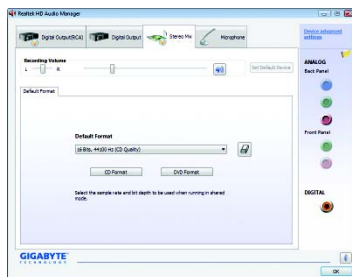 Realtek HD Audio Manager
Digital Output(RCA)
Digital Output
Stereo Mix
Microphone
Device advanced
settings
Recording Volume
L
R
Set Default Device
ANALOG
Back Panel
Default Format
Default Format
16 Bits, 44100 Hz (CD Quality)
CD Format
DVD Format
Select the sample rate and bit depth to be used when running in shared
mode.
Front Panel
DIGITAL
GIGABYTE
TECHNOLOGY
OK